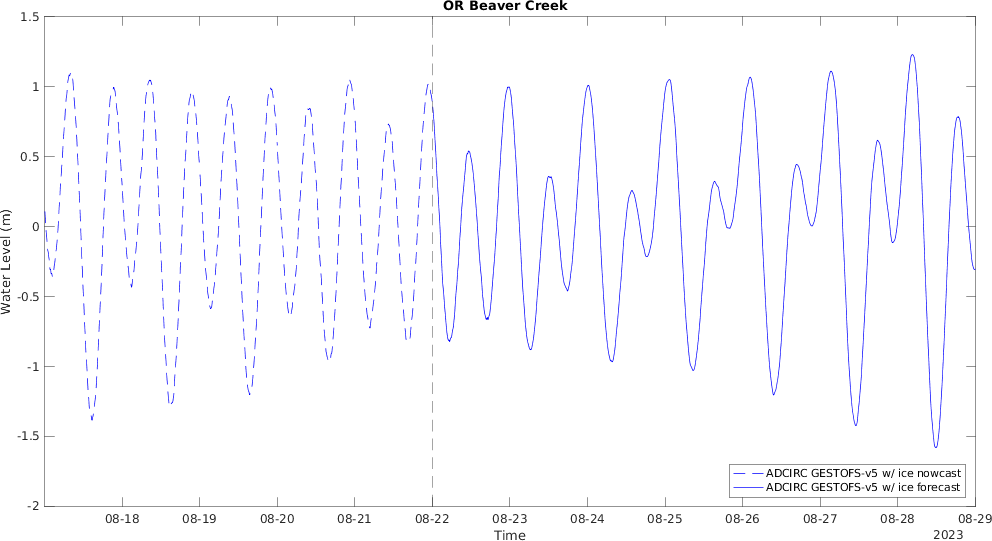 OR Beaver Creek
1.5
1
0.5
0
-0.5
-1
-1.5
-2
Water Level (m)
08-18 08-19 08-20 08-21 08-22 08-23 08-24 08-25 08-26 08-27 08-28 08-29
Time
2023
ADCIRC GESTOFS-v5 w/ ice nowcast
ADCIRC GESTOFS-v5 w/ ice forecast